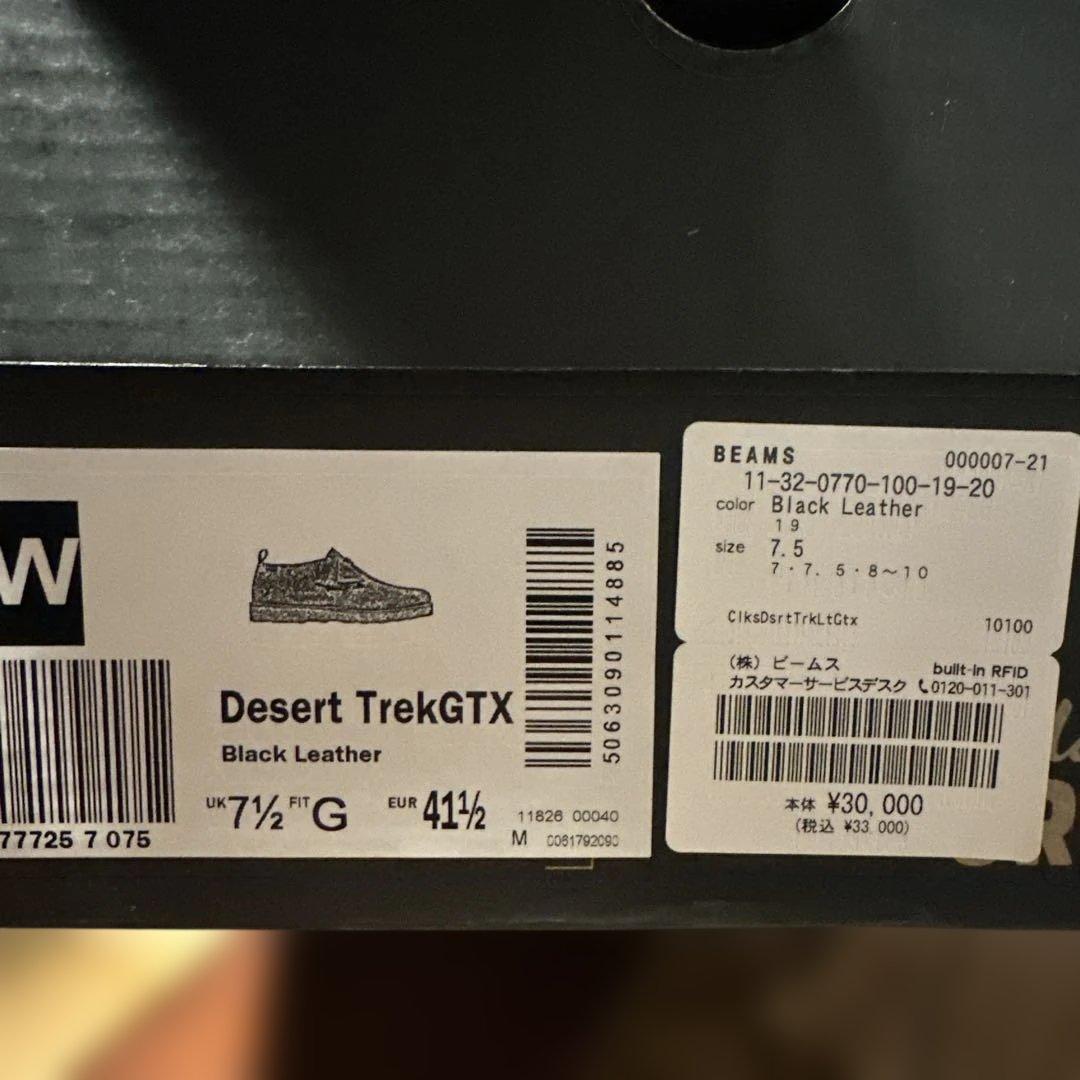 W
77725 7 075
Desert TrekGTX
Black Leather
UK 7½ FIT G EUR 41½
5063090114885
11826 00040
M 0061792090
BEAMS 000007-21
11-32-0770-100-19-20
color Black Leather
19
size 7.5
7・7.5・8〜10
ClksDsrtTrkLtGtx 10100
(株)ビームス built-in RFID
カスタマーサービスデスク 0120-011-301
本体 ¥30,000
(税込 ¥33,000)